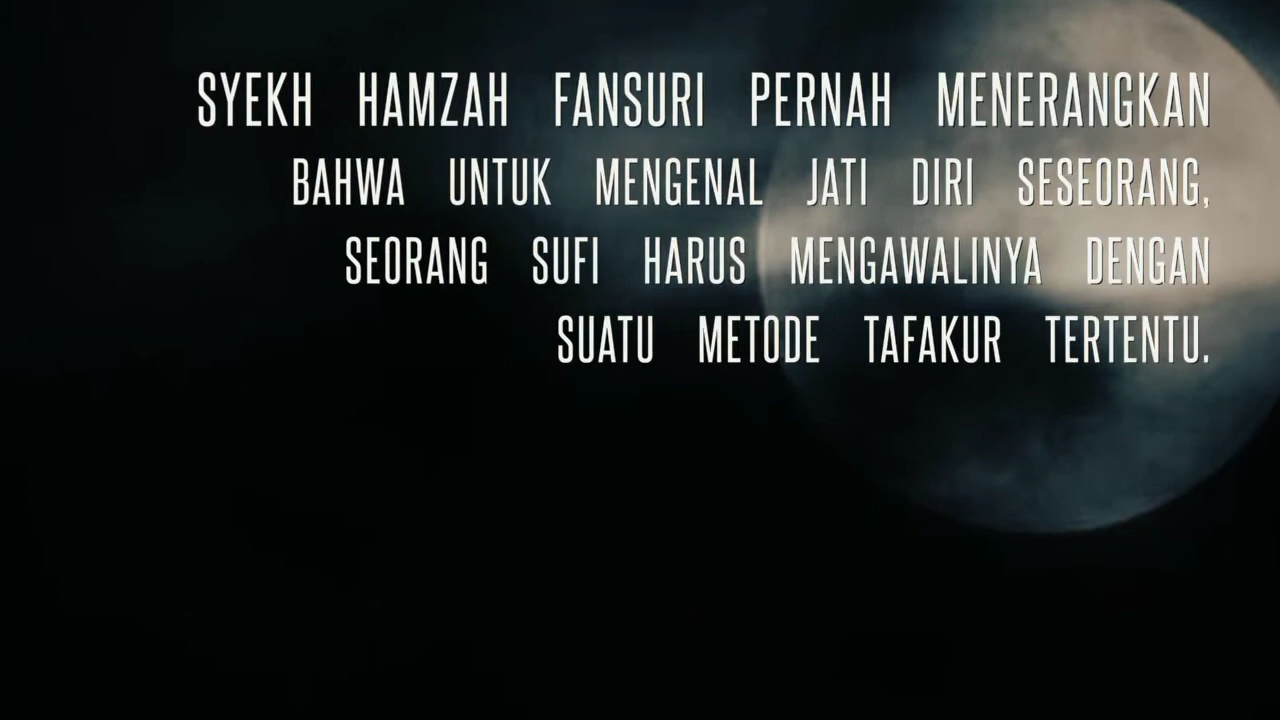 SYEKH HAMZAH FANSURI PERNAH MENERANGKAN
BAHWA UNTUK MENGENAL JATI DIRI SESEORANG,
SEORANG SUFI HARUS MENGAWALINYA DENGAN
SUATU METODE TAFAKUR TERTENTU.